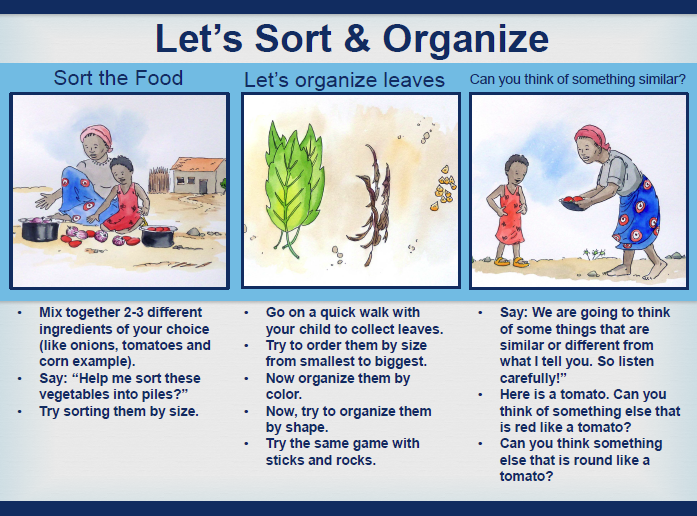 Let's Sort & Organize
Sort the Food
Let's organize leaves
Can you think of something similar?
• Mix together 2-3 different
ingredients of your choice
(like onions, tomatoes and
corn example).
• Say: “Help me sort these
vegetables into piles?”
• Try sorting them by size.
• Go on a quick walk with
your child to collect leaves.
• Try to order them by size
from smallest to biggest.
• Now organize them by
color.
• Now, try to organize them
by shape.
• Try the same game with
sticks and rocks.
• Say: We are going to think
of some things that are
similar or different from
what I tell you. So listen
carefully!”
• Here is a tomato. Can you
think of something else that
is red like a tomato?
• Can you think something
else that is round like a
tomato?